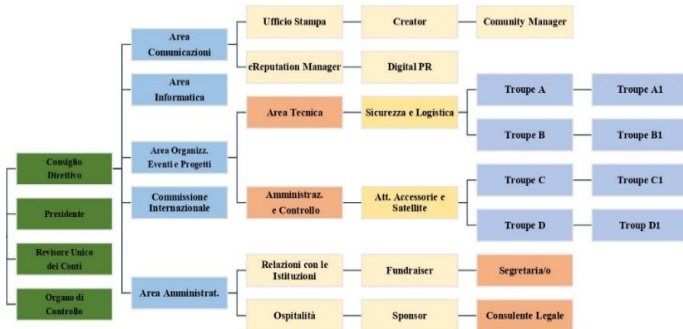 Ufficio Stampa
Creator
Comunity Manager
Area
Comunicazioni
eReputation Manager
Digital PR
Area
Informatica
Troupe A
Troupe A1
Area Tecnica
Sicurezza e Logistica
Troupe B
Troupe B1
Area Organizz.
Eventi e Progetti
Consiglio
Direttivo
Commissione
Internazionale
Amministraz.
e Controllo
Att. Accessorie e
Satellite
Troupe C
Troupe C1
Troupe D
Troup D1
Presidente
Revisore Unico
dei Conti
Organo di
Controllo
Area Amministrat.
Relazioni con le
Istituzioni
Fundraiser
Segretaria/o
Ospitalità
Sponsor
Consulente Legale